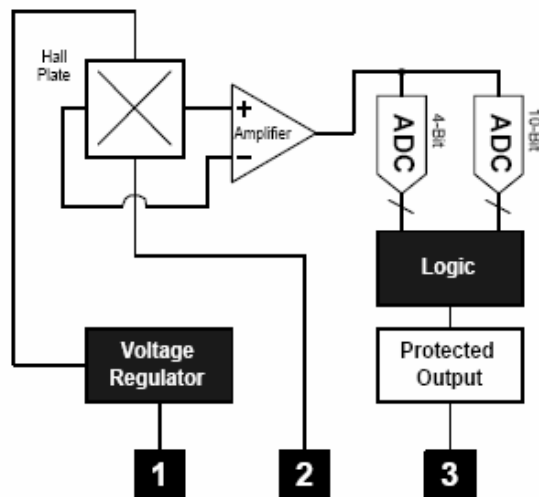 Hall
Plate
+
Amplifier
−
ADC
4-Bit
ADC
10-Bit
Logic
Voltage
Regulator
Protected
Output
1
2
3